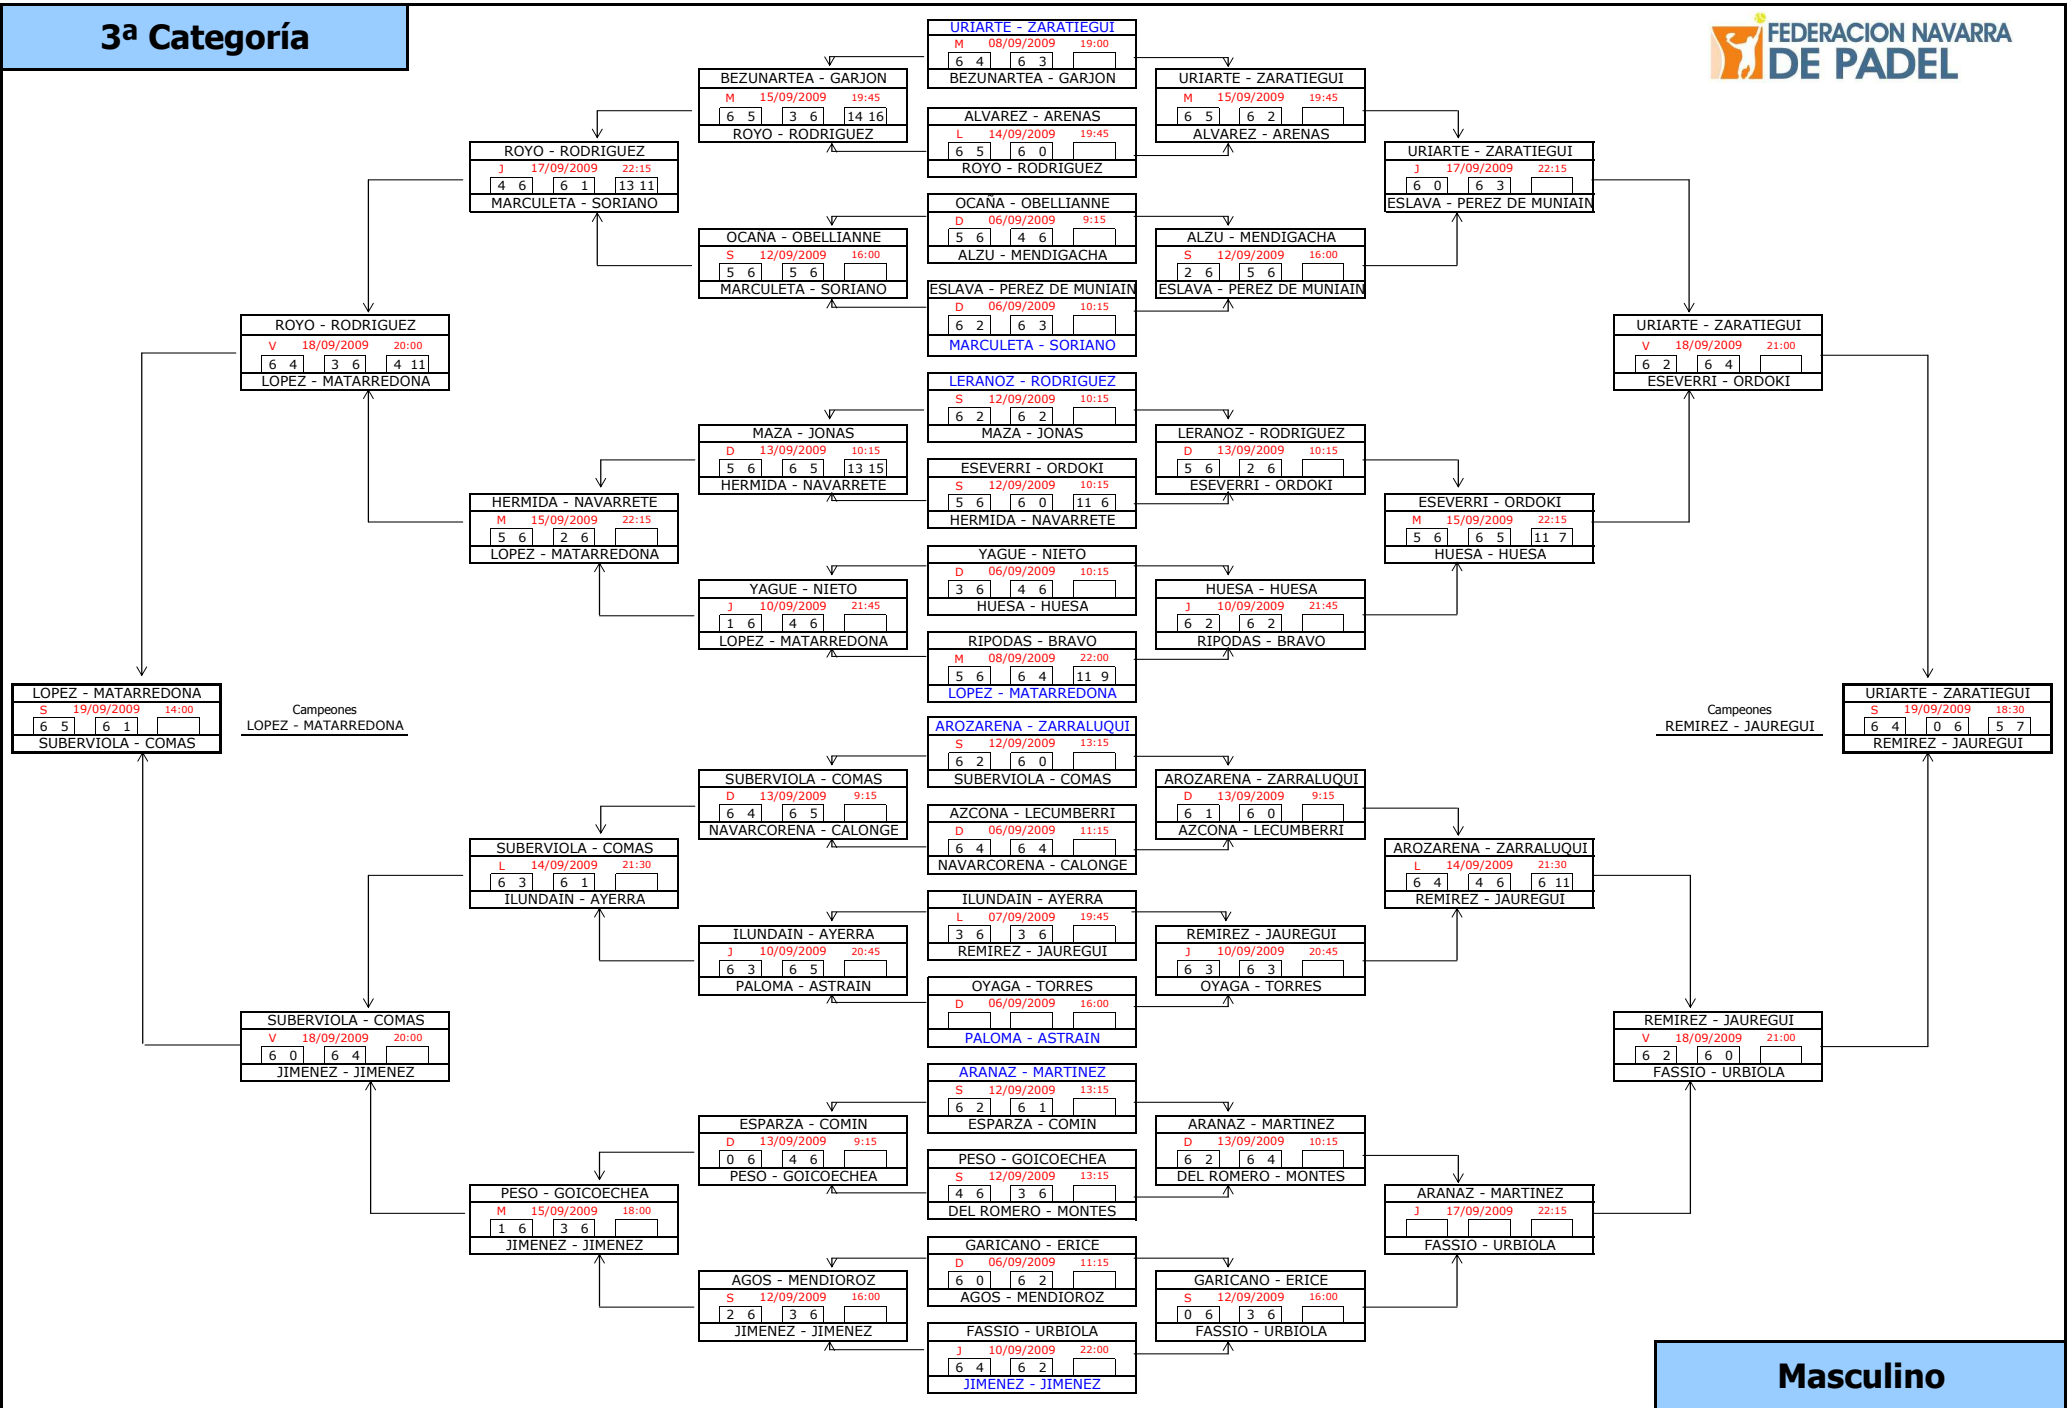 3ª Categoría
FEDERACION NAVARRA
DE PADEL
URIARTE - ZARATIEGUI
M 08/09/2009 19:00
6 4 6 3
BEZUNARTEA - GARJON
BEZUNARTEA - GARJON
M 15/09/2009 19:45
6 5 3 6 14 16
ROYO - RODRIGUEZ
URIARTE - ZARATIEGUI
M 15/09/2009 19:45
6 5 6 2
ALVAREZ - ARENAS
ALVAREZ - ARENAS
L 14/09/2009 19:45
6 5 6 0
ROYO - RODRIGUEZ
ROYO - RODRIGUEZ
J 17/09/2009 22:15
4 6 6 1 13 11
MARCULETA - SORIANO
URIARTE - ZARATIEGUI
J 17/09/2009 22:15
6 0 6 3
ESLAVA - PEREZ DE MUNIAIN
OCAÑA - OBELLIANNE
D 06/09/2009 9:15
5 6 4 6
ALZU - MENDIGACHA
OCAÑA - OBELLIANNE
S 12/09/2009 16:00
5 6 5 6
MARCULETA - SORIANO
ALZU - MENDIGACHA
S 12/09/2009 16:00
2 6 5 6
ESLAVA - PEREZ DE MUNIAIN
ESLAVA - PEREZ DE MUNIAIN
D 06/09/2009 10:15
6 2 6 3
MARCULETA - SORIANO
ROYO - RODRIGUEZ
V 18/09/2009 20:00
6 4 3 6 4 11
LOPEZ - MATARREDONA
URIARTE - ZARATIEGUI
V 18/09/2009 21:00
6 2 6 4
ESEVERRI - ORDOKI
LERANOZ - RODRIGUEZ
S 12/09/2009 10:15
6 2 6 2
MAZA - JONAS
MAZA - JONAS
D 13/09/2009 10:15
5 6 6 5 13 15
HERMIDA - NAVARRETE
LERANOZ - RODRIGUEZ
D 13/09/2009 10:15
5 6 2 6
ESEVERRI - ORDOKI
ESEVERRI - ORDOKI
S 12/09/2009 10:15
5 6 6 0 11 6
HERMIDA - NAVARRETE
HERMIDA - NAVARRETE
M 15/09/2009 22:15
5 6 2 6
LOPEZ - MATARREDONA
ESEVERRI - ORDOKI
M 15/09/2009 22:15
5 6 6 5 11 7
HUESA - HUESA
YAGUE - NIETO
D 06/09/2009 10:15
3 6 4 6
HUESA - HUESA
YAGUE - NIETO
J 10/09/2009 21:45
1 6 4 6
LOPEZ - MATARREDONA
HUESA - HUESA
J 10/09/2009 21:45
6 2 6 2
RIPODAS - BRAVO
RIPODAS - BRAVO
M 08/09/2009 22:00
5 6 6 4 11 9
LOPEZ - MATARREDONA
LOPEZ - MATARREDONA
S 19/09/2009 14:00
6 5 6 1
SUBERVIOLA - COMAS
Campeones
LOPEZ - MATARREDONA
Campeones
REMIREZ - JAUREGUI
URIARTE - ZARATIEGUI
S 19/09/2009 18:30
6 4 0 6 5 7
REMIREZ - JAUREGUI
AROZARENA - ZARRALUQUI
S 12/09/2009 13:15
6 2 6 0
SUBERVIOLA - COMAS
SUBERVIOLA - COMAS
D 13/09/2009 9:15
6 4 6 5
NAVARCORENA - CALONGE
AROZARENA - ZARRALUQUI
D 13/09/2009 9:15
6 1 6 0
AZCONA - LECUMBERRI
AZCONA - LECUMBERRI
D 06/09/2009 11:15
6 4 6 4
NAVARCORENA - CALONGE
SUBERVIOLA - COMAS
L 14/09/2009 21:30
6 3 6 1
ILUNDAIN - AYERRA
AROZARENA - ZARRALUQUI
L 14/09/2009 21:30
6 4 4 6 6 11
REMIREZ - JAUREGUI
ILUNDAIN - AYERRA
L 07/09/2009 19:45
3 6 3 6
REMIREZ - JAUREGUI
ILUNDAIN - AYERRA
J 10/09/2009 20:45
6 3 6 5
PALOMA - ASTRAIN
REMIREZ - JAUREGUI
J 10/09/2009 20:45
6 3 6 3
OYAGA - TORRES
OYAGA - TORRES
D 06/09/2009 16:00
PALOMA - ASTRAIN
SUBERVIOLA - COMAS
V 18/09/2009 20:00
6 0 6 4
JIMENEZ - JIMENEZ
REMIREZ - JAUREGUI
V 18/09/2009 21:00
6 2 6 0
FASSIO - URBIOLA
ARANAZ - MARTINEZ
S 12/09/2009 13:15
6 2 6 1
ESPARZA - COMIN
ESPARZA - COMIN
D 13/09/2009 9:15
0 6 4 6
PESO - GOICOECHEA
ARANAZ - MARTINEZ
D 13/09/2009 10:15
6 2 6 4
DEL ROMERO - MONTES
PESO - GOICOECHEA
S 12/09/2009 13:15
4 6 3 6
DEL ROMERO - MONTES
PESO - GOICOECHEA
M 15/09/2009 18:00
1 6 3 6
JIMENEZ - JIMENEZ
ARANAZ - MARTINEZ
J 17/09/2009 22:15
FASSIO - URBIOLA
GARICANO - ERICE
D 06/09/2009 11:15
6 0 6 2
AGOS - MENDIOROZ
AGOS - MENDIOROZ
S 12/09/2009 16:00
2 6 3 6
JIMENEZ - JIMENEZ
GARICANO - ERICE
S 12/09/2009 16:00
0 6 3 6
FASSIO - URBIOLA
FASSIO - URBIOLA
J 10/09/2009 22:00
6 4 6 2
JIMENEZ - JIMENEZ
Masculino